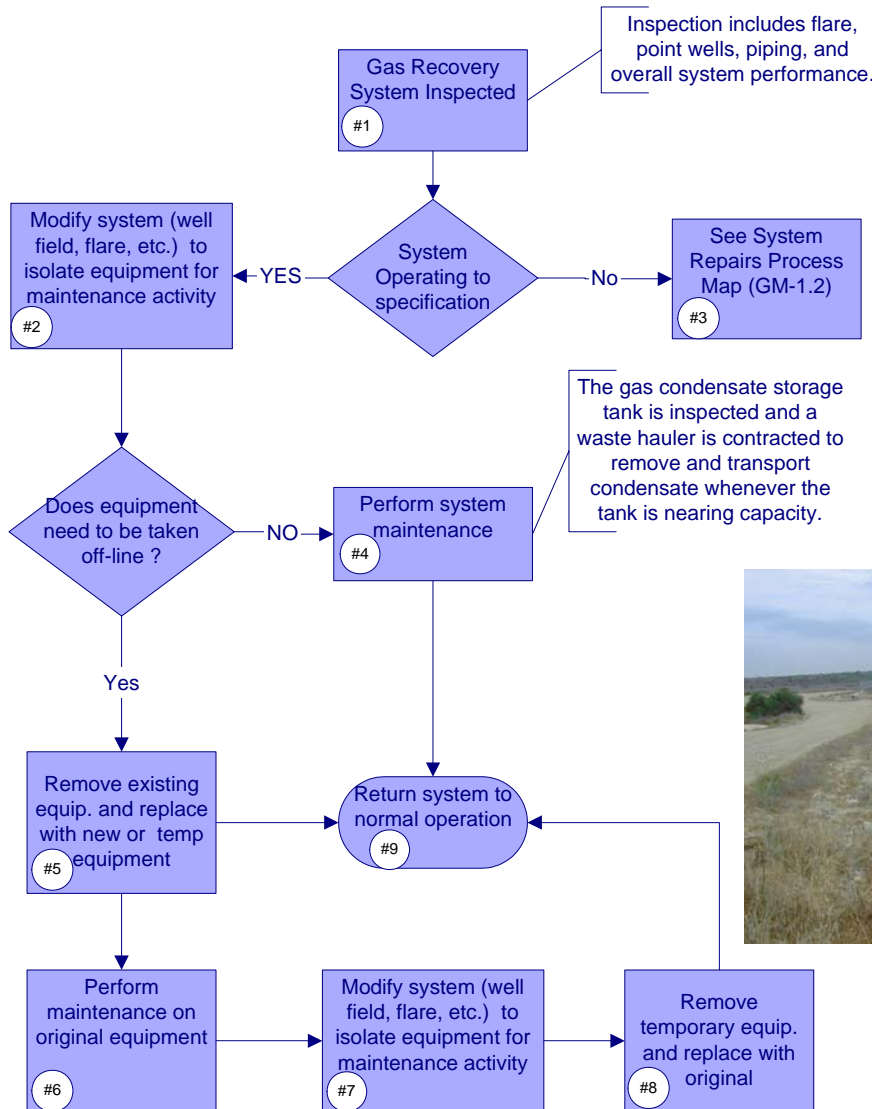 Inspection includes flare,
point wells, piping, and
overall system performance.
Gas Recovery
System Inspected
#1
Modify system (well
field, flare, etc.)  to
isolate equipment for
maintenance activity
#2
YES
System
Operating to
specification
No
See System
Repairs Process
Map (GM-1.2)
#3
The gas condensate storage
tank is inspected and a
waste hauler is contracted to
remove and transport
condensate whenever the
tank is nearing capacity.
Does equipment
need to be taken
off-line ?
NO
Perform system
maintenance
#4
Yes
Remove existing
equip. and replace
with new or  temp
equipment
#5
Return system to
normal operation
#9
Perform
maintenance on
original equipment
#6
Modify system (well
field, flare, etc.)  to
isolate equipment for
maintenance activity
#7
Remove
temporary equip.
and replace with
original
#8